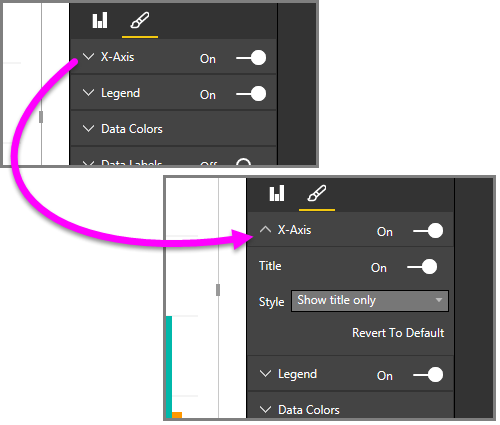 X-Axis On
Legend On
Data Colors
Data Labels Off
X-Axis On
Title On
Style Show title only
Revert To Default
Legend On
Data Colors